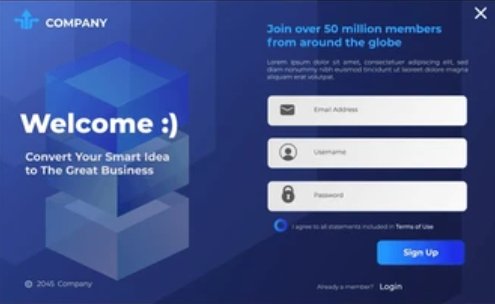 COMPANY
Welcome :)
Convert Your Smart Idea
to The Great Business
© 2045 Company
Join over 50 million members
from around the globe
Lorem ipsum dolor sit amet, consectetuer adipiscing elit, sed
diam nonummy nibh euismod tincidunt ut laoreet dolore magna
aliquam erat volutpat.
Email Address
Username
Password
I agree to all statements included in Terms of Use
Sign Up
Already a member? Login